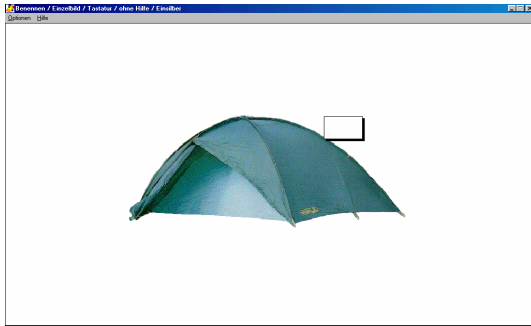 Benennen / Einzelbild / Tastatur / ohne Hilfe / Einsilber
Optionen Hilfe